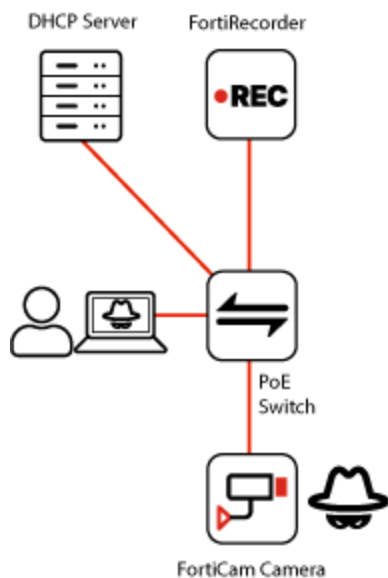 DHCP Server
FortiRecorder
REC
PoE
Switch
FortiCam Camera